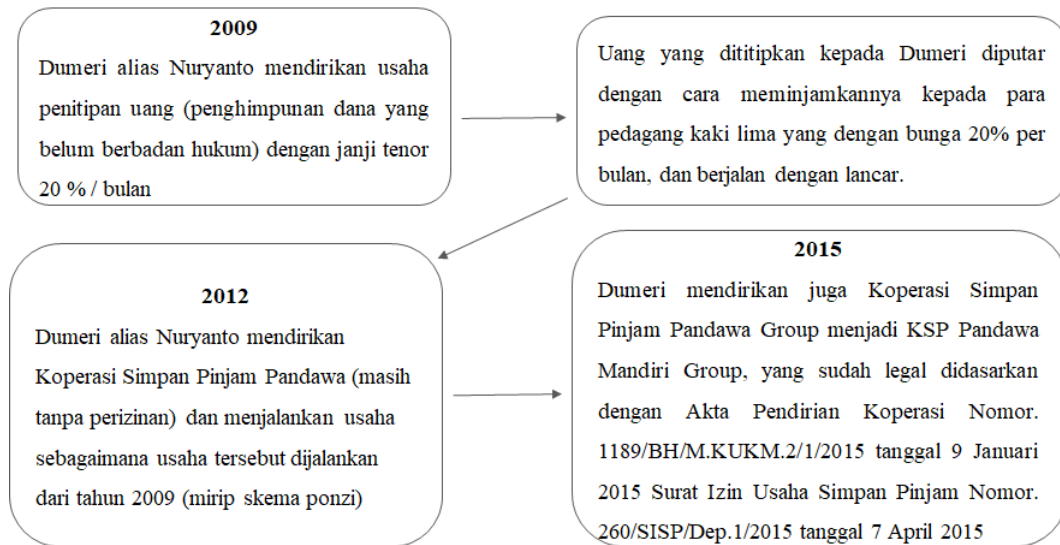 2009
Dumeri alias Nuryanto mendirikan usaha
penitipan uang (penghimpunan dana yang
belum berbadan hukum) dengan janji tenor
20 % / bulan
Uang yang dititipkan kepada Dumeri diputar
dengan cara meminjamkannya kepada para
pedagang kaki lima yang dengan bunga 20% per
bulan, dan berjalan dengan lancar.
2012
Dumeri alias Nuryanto mendirikan
Koperasi Simpan Pinjam Pandawa (masih
tanpa perizinan) dan menjalankan usaha
sebagaimana usaha tersebut dijalankan
dari tahun 2009 (mirip skema ponzi)
2015
Dumeri mendirikan juga Koperasi Simpan
Pinjam Pandawa Group menjadi KSP Pandawa
Mandiri Group, yang sudah legal didasarkan
dengan Akta Pendirian Koperasi Nomor.
1189/BH/M.KUKM.2/1/2015 tanggal 9 Januari
2015 Surat Izin Usaha Simpan Pinjam Nomor.
260/SISP/Dep.1/2015 tanggal 7 April 2015